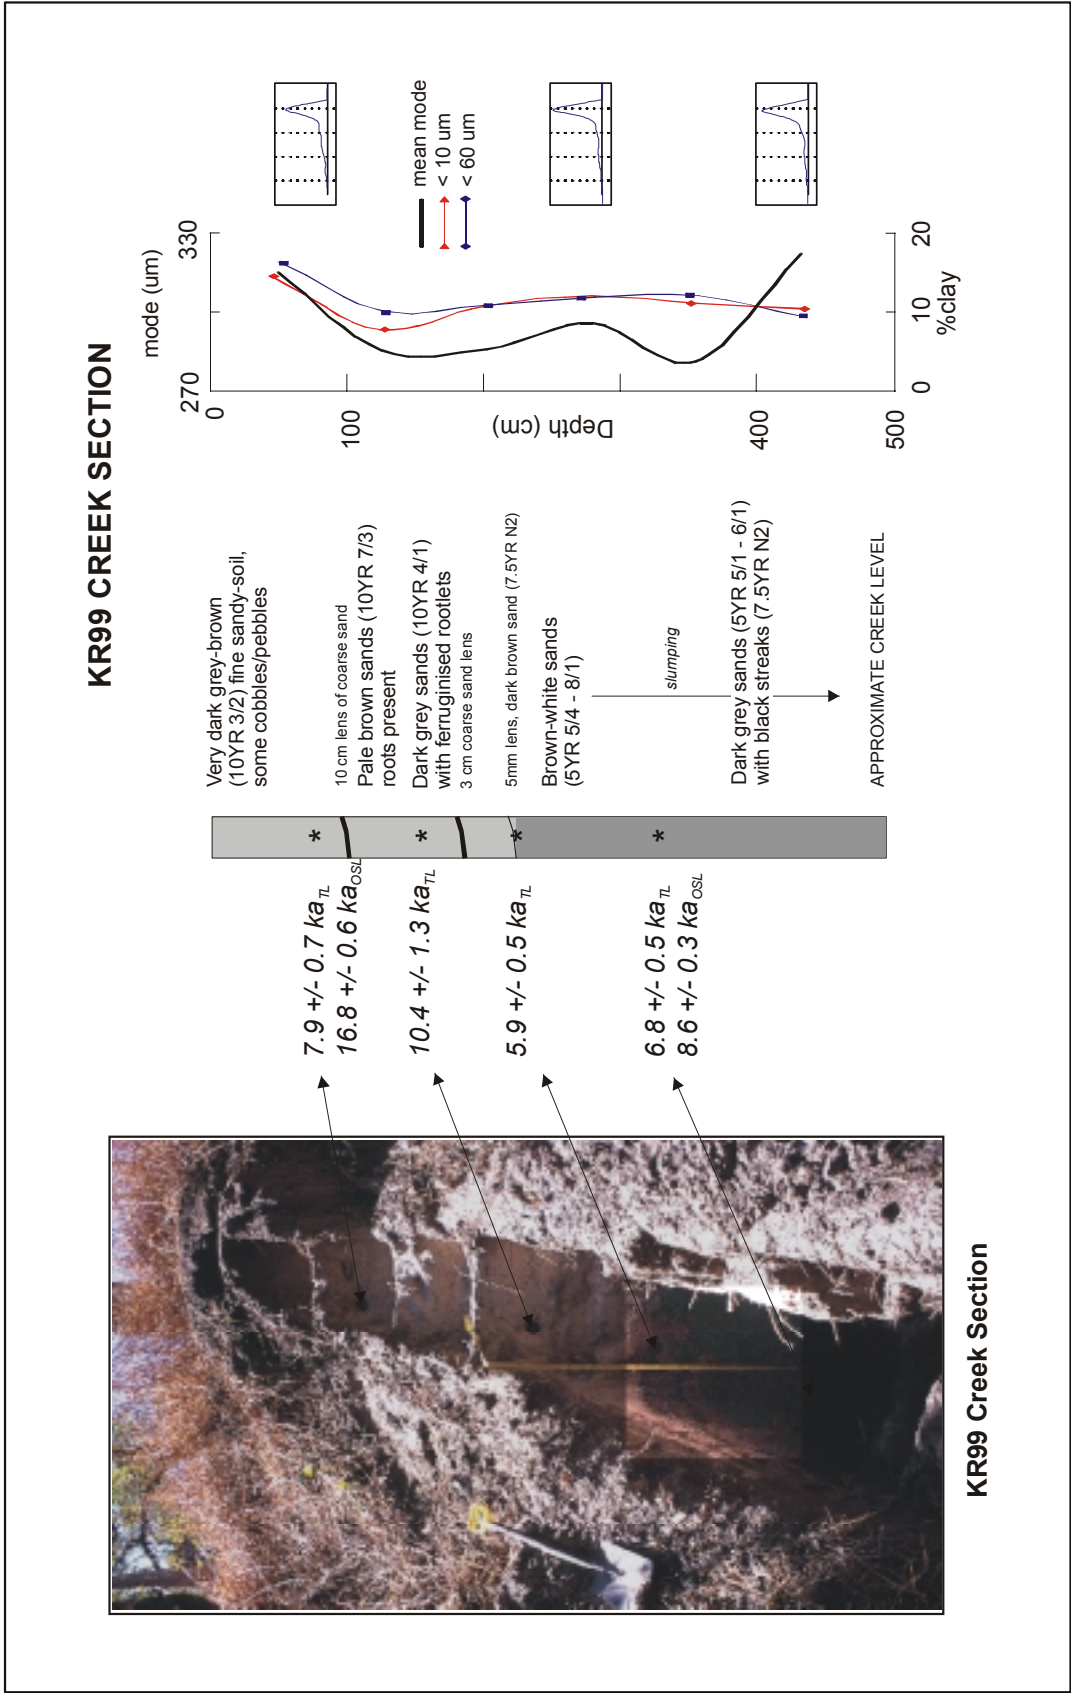 KR99 CREEK SECTION
7.9 +/- 0.7 ka TL
16.8 +/- 0.6 ka OSL
10.4 +/- 1.3 ka TL
5.9 +/- 0.5 ka TL
6.8 +/- 0.5 ka TL
8.6 +/- 0.3 ka OSL
*
*
*
*
Very dark grey-brown
(10YR 3/2) fine sandy-soil,
some cobbles/pebbles
10 cm lens of coarse sand
Pale brown sands (10YR 7/3)
roots present
Dark grey sands (10YR 4/1)
with ferruginised rootlets
3 cm coarse sand lens
5mm lens, dark brown sand (7.5YR N2)
Brown-white sands
(5YR 5/4 - 8/1)
slumping
Dark grey sands (5YR 5/1 - 6/1)
with black streaks (7.5YR N2)
APPROXIMATE CREEK LEVEL
270
mode (um)
330
0
100
Depth (cm)
400
500
0
10
20
%clay
mean mode
< 10 um
< 60 um
KR99 Creek Section